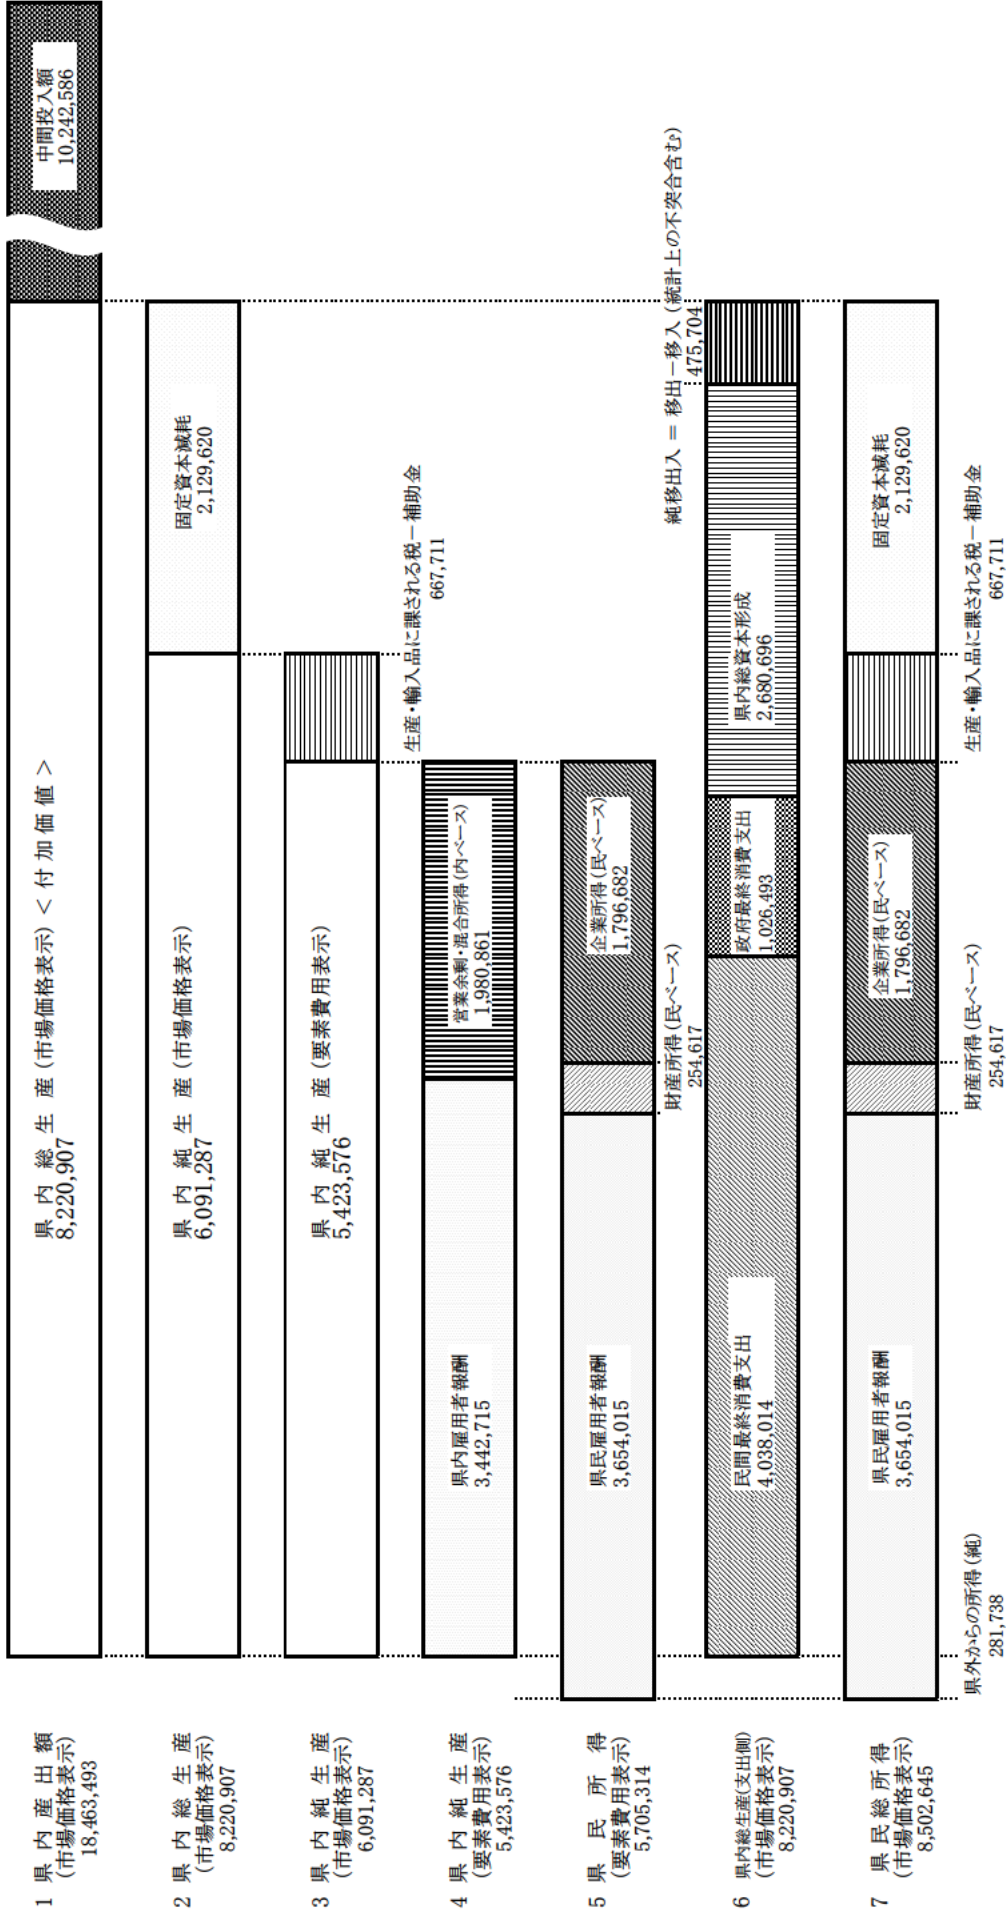 1 県内産出額
(市場価格表示)
18,463,493
県内総生産(市場価格表示)<付加価値>
8,220,907
中間投入額
10,242,586
2 県内総生産
(市場価格表示)
8,220,907
県内純生産(市場価格表示)
6,091,287
固定資本減耗
2,129,620
3 県内純生産
(市場価格表示)
6,091,287
県内純生産(要素費用表示)
5,423,576
生産・輸入品に課される税-補助金
667,711
4 県内純生産
(要素費用表示)
5,423,576
県内雇用者報酬
3,442,715
営業余剰・混合所得(内ベース)
1,980,861
5 県民所得
(要素費用表示)
5,705,314
県民雇用者報酬
3,654,015
企業所得(民ベース)
1,796,682
財産所得(民ベース)
254,617
純移出入 = 移出-移入(統計上の不突合含む)
475,704
6 県内総生産(支出側)
(市場価格表示)
8,220,907
民間最終消費支出
4,038,014
政府最終消費支出
1,026,493
県内総資本形成
2,680,696
7 県民総所得
(市場価格表示)
8,502,645
県民雇用者報酬
3,654,015
企業所得(民ベース)
1,796,682
固定資本減耗
2,129,620
県外からの所得(純)
281,738
財産所得(民ベース)
254,617
生産・輸入品に課される税-補助金
667,711